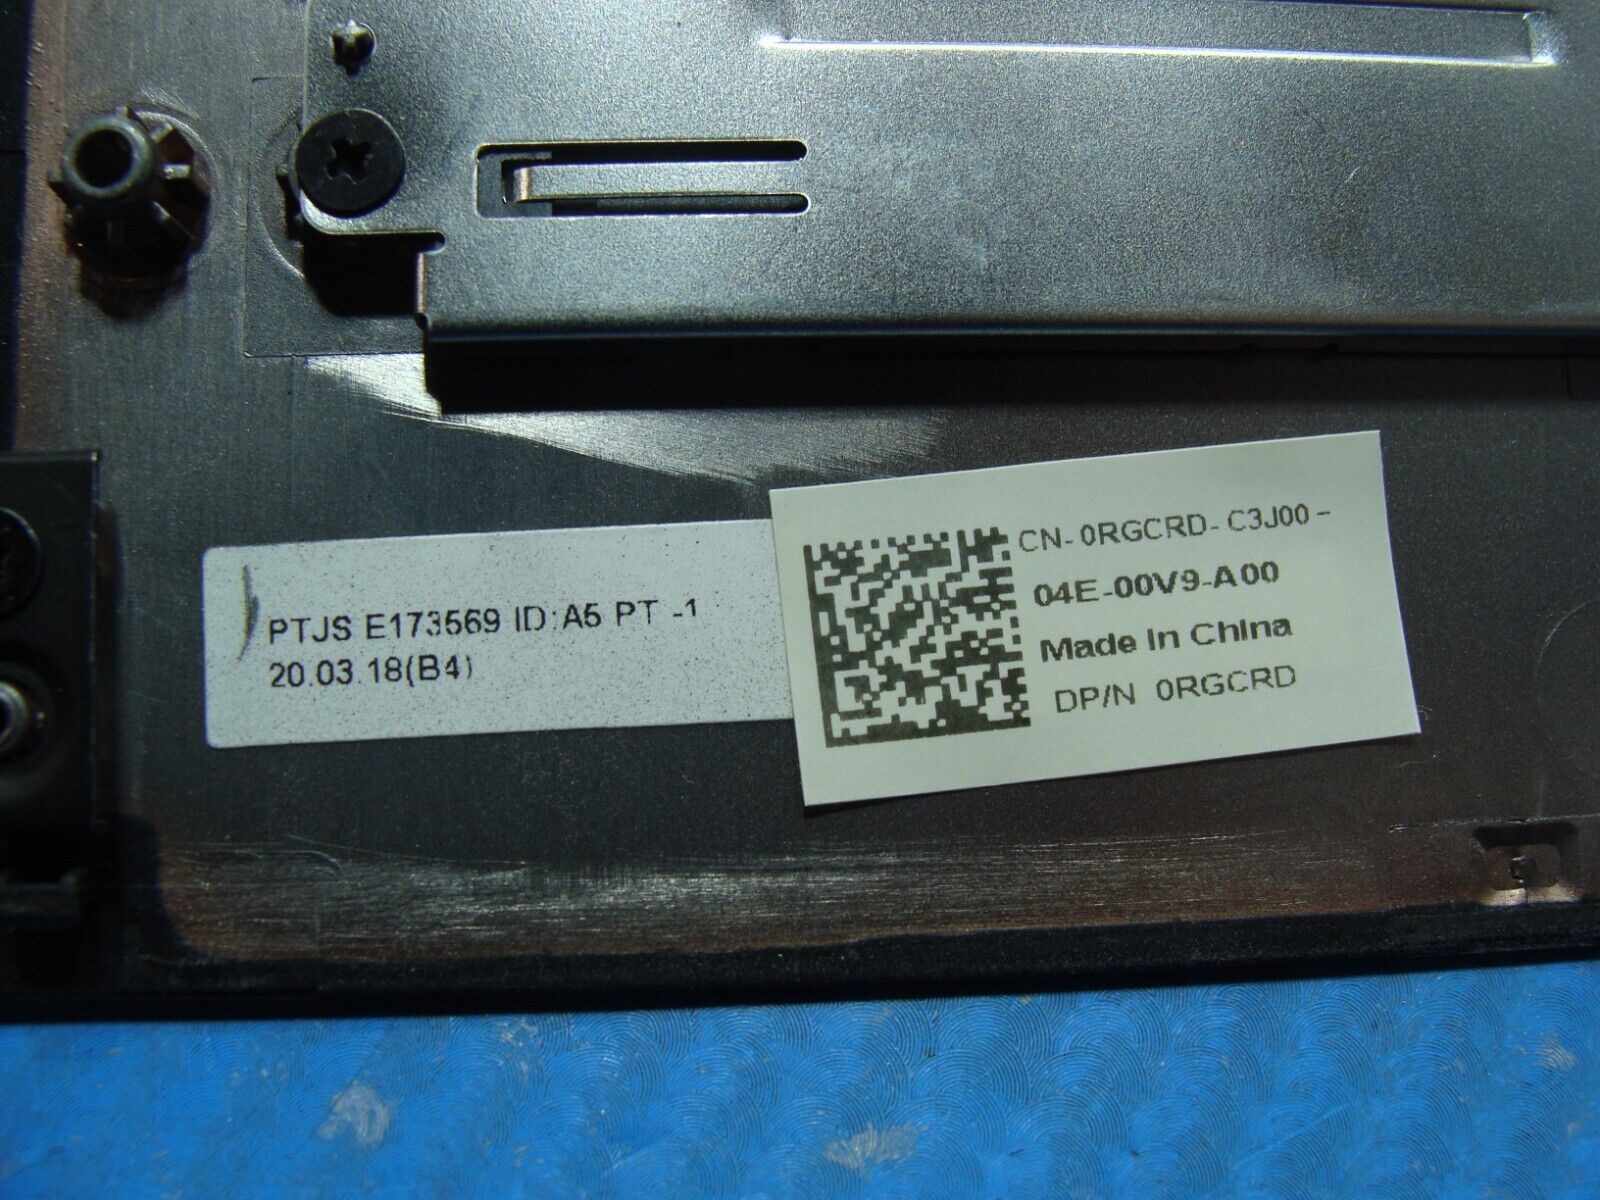 PTJS E173569 ID:A5 PT -1
20.03.18(B4)
CN-0RGCRD-C3J00-
04E-00V9-A00
Made In China
DP/N 0RGCRD